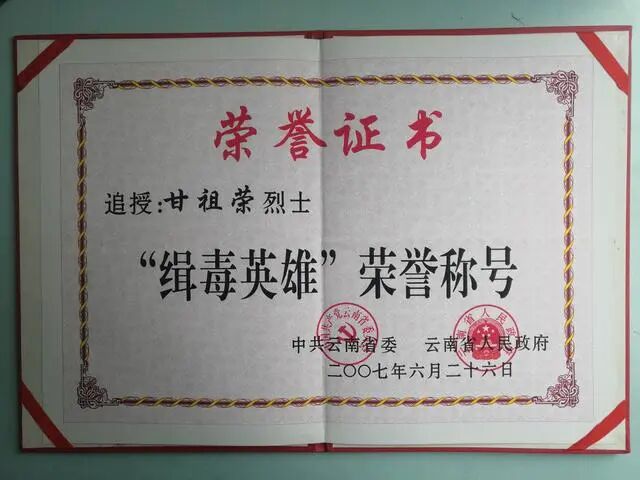 荣誉证书
追授:甘祖荣烈士
“缉毒英雄”荣誉称号
中共云南省委 云南省人民政府
二〇〇七年六月二十六日